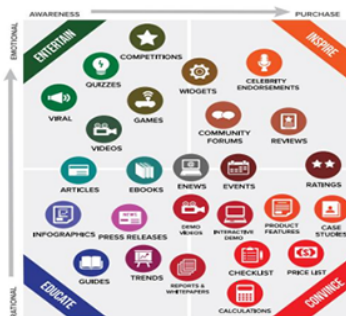 AWARENESS
PURCHASE
EMOTIONAL
ENTERTAIN
INSPIRE
COMPETITIONS
QUIZZES
WIDGETS
CELEBRITY
ENDORSEMENTS
VIRAL
GAMES
COMMUNITY
FORUMS
REVIEWS
VIDEOS
ARTICLES
EBOOKS
ENEWS
EVENTS
RATINGS
INFOGRAPHICS
PRESS RELEASES
DEMO
VIDEOS
INTERACTIVE
DEMO
PRODUCT
FEATURES
CASE
STUDIES
GUIDES
TRENDS
REPORTS &
WHITEPAPERS
CHECKLIST
PRICE LIST
CALCULATIONS
EDUCATE
CONVINCE